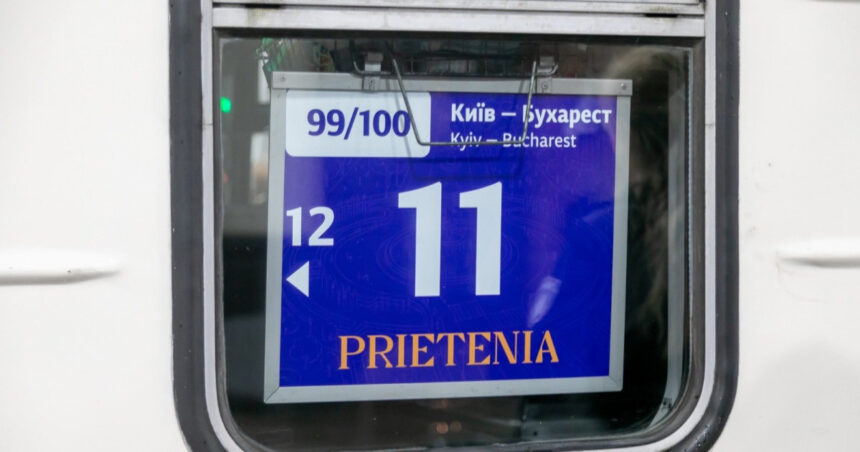 99/100
Київ – Бухарест
Kyiv – Bucharest
12
11
PRIETENIA